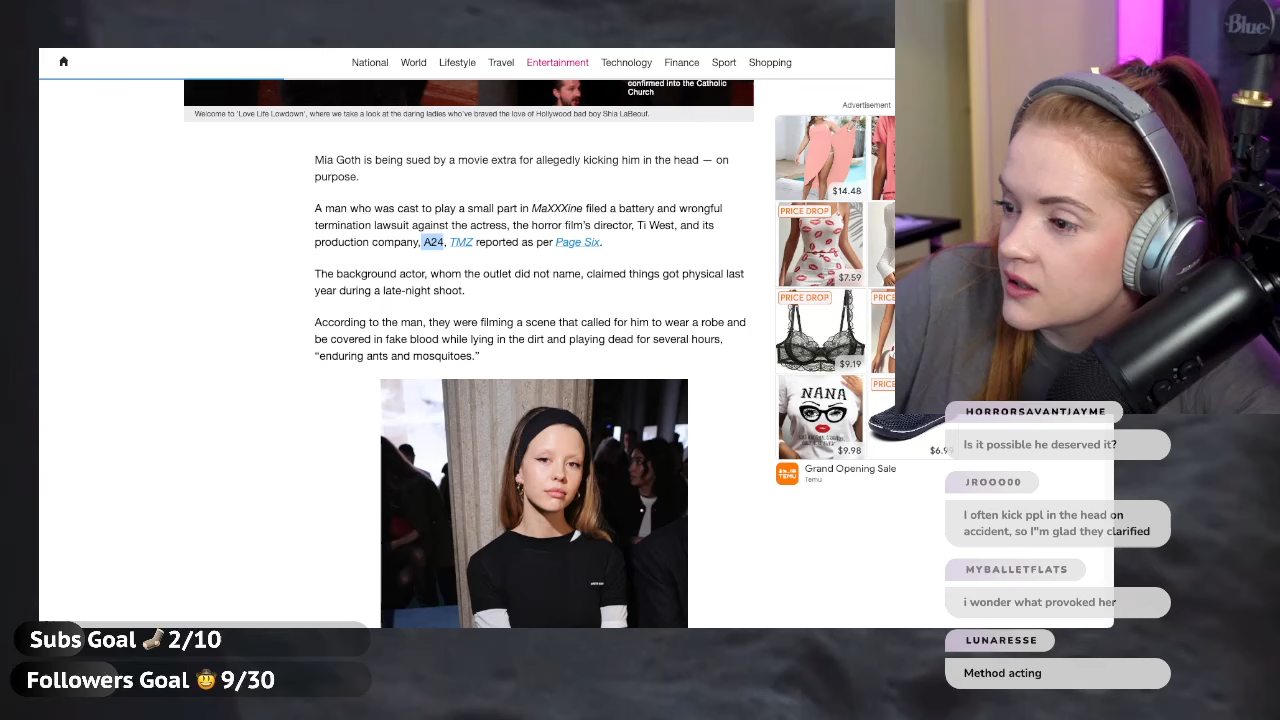 National World Lifestyle Travel Entertainment Technology Finance Sport Shopping
confirmed into the Catholic
Church
Welcome to 'Love Life Lowdown', where we take a look at the daring ladies who've braved the love of Hollywood bad boy Shia LaBeouf.
Advertisement
Mia Goth is being sued by a movie extra for allegedly kicking him in the head — on
purpose.
A man who was cast to play a small part in MaXXXine filed a battery and wrongful
termination lawsuit against the actress, the horror film's director, Ti West, and its
production company, A24, TMZ reported as per Page Six.
The background actor, whom the outlet did not name, claimed things got physical last
year during a late-night shoot.
According to the man, they were filming a scene that called for him to wear a robe and
be covered in fake blood while lying in the dirt and playing dead for several hours,
“enduring ants and mosquitoes.”
$14.48
PRICE DROP
$7.59
PRICE DROP
PRICE
$9.19
NANA
PRICE
$9.98
$6.9
TEMU
Grand Opening Sale
Temu
Blue
BOSE
HORRORSAVANTJAYME
Is it possible he deserved it?
JROOO00
I often kick ppl in the head on
accident, so I"m glad they clarified
MYBALLETFLATS
i wonder what provoked her
LUNARESSE
Method acting
Subs Goal 🧦 2/10
Followers Goal 🤠 9/30